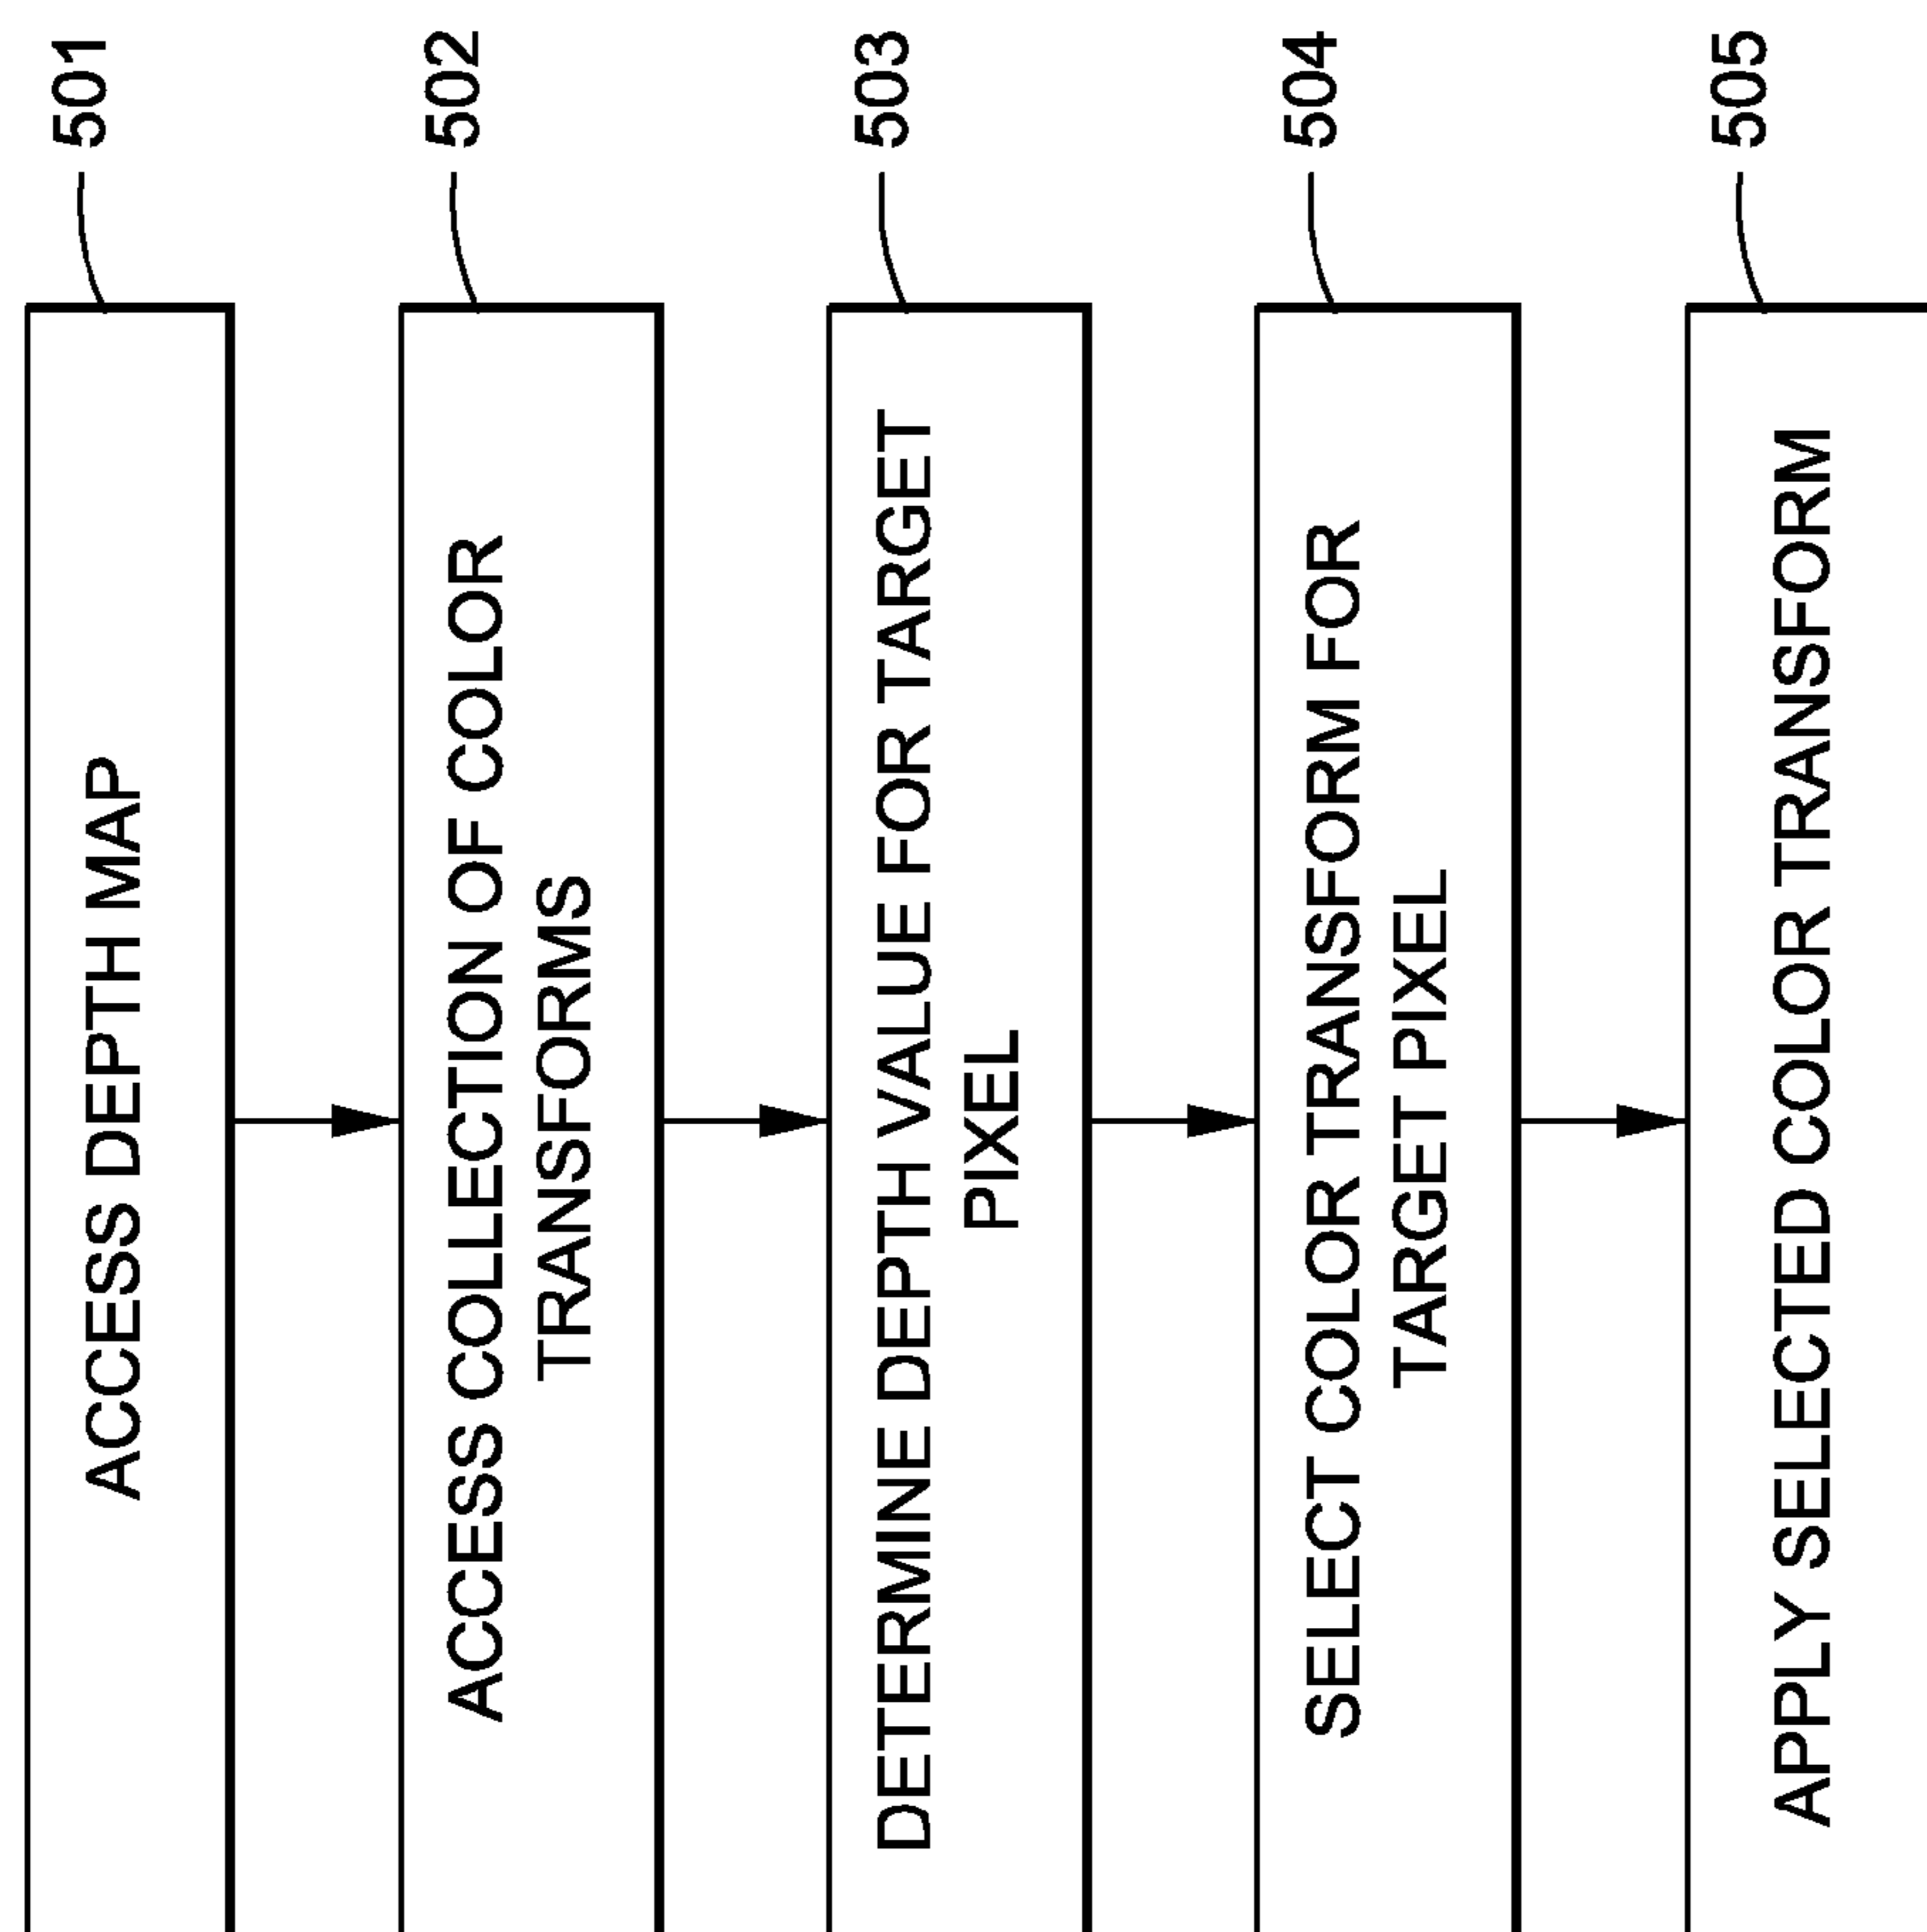 ACCESS DEPTH MAP
501
ACCESS COLLECTION OF COLOR
TRANSFORMS
502
DETERMINE DEPTH VALUE FOR TARGET
PIXEL
503
SELECT COLOR TRANSFORM FOR
TARGET PIXEL
504
APPLY SELECTED COLOR TRANSFORM
505